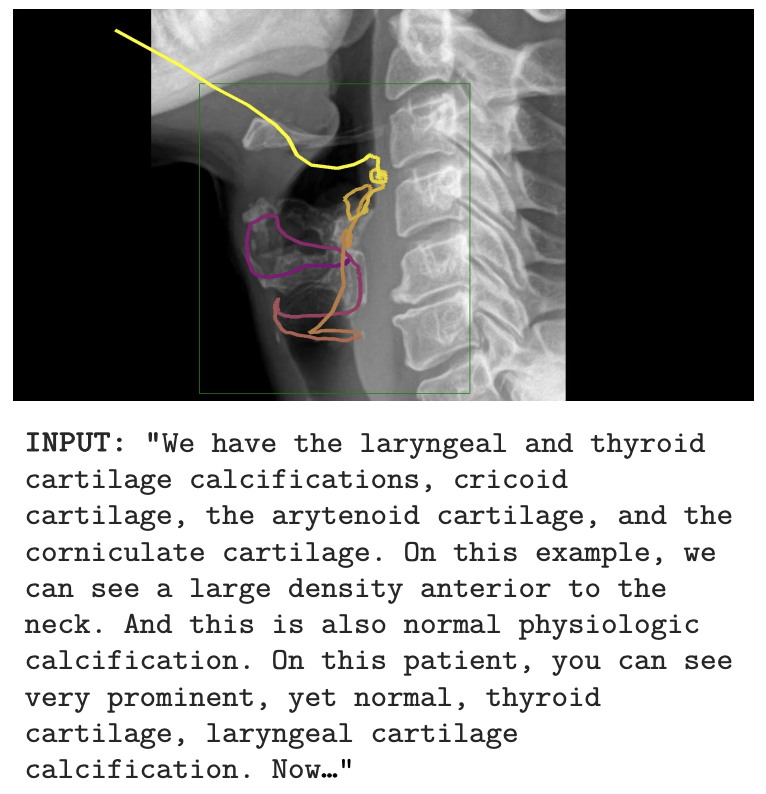 INPUT: "We have the laryngeal and thyroid
cartilage calcifications, cricoid
cartilage, the arytenoid cartilage, and the
corniculate cartilage. On this example, we
can see a large density anterior to the
neck. And this is also normal physiologic
calcification. On this patient, you can see
very prominent, yet normal, thyroid
cartilage, laryngeal cartilage
calcification. Now…"